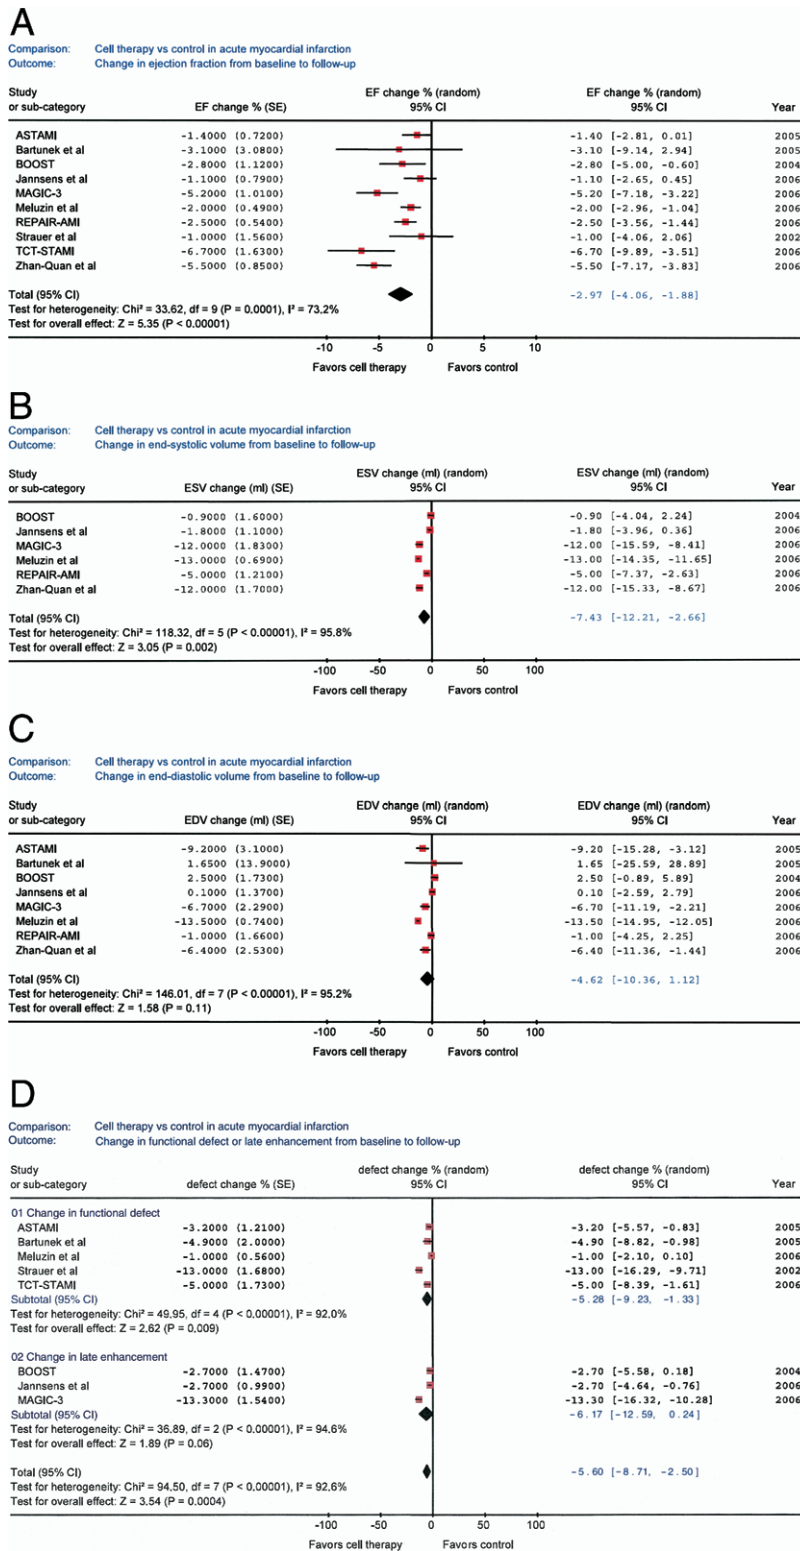 A
Comparison: Cell therapy vs control in acute myocardial infarction
Outcome: Change in ejection fraction from baseline to follow-up
Study EF change % (random) EF change % (random)
or sub-category EF change % (SE) 95% CI 95% CI Year
ASTAMI -1.4000 (0.7200) -1.40 [-2.81, 0.01] 2005
Bartunek et al -3.1000 (3.0800) -3.10 [-9.14, 2.94] 2005
BOOST -2.8000 (1.1200) -2.80 [-5.00, -0.60] 2004
Jannsens et al -1.1000 (0.7900) -1.10 [-2.65, 0.45] 2006
MAGIC-3 -5.2000 (1.0100) -5.20 [-7.18, -3.22] 2006
Meluzin et al -2.0000 (0.4900) -2.00 [-2.96, -1.04] 2006
REPAIR-AMI -2.5000 (0.5400) -2.50 [-3.56, -1.44] 2006
Strauer et al -1.0000 (1.5600) -1.00 [-4.06, 2.06] 2002
TCT-STAMI -6.7000 (1.6300) -6.70 [-9.89, -3.51] 2006
Zhan-Quan et al -5.5000 (0.8500) -5.50 [-7.17, -3.83] 2006
Total (95% CI) -2.97 [-4.06, -1.88]
Test for heterogeneity: Chi² = 33.62, df = 9 (P = 0.0001), I² = 73.2%
Test for overall effect: Z = 5.35 (P < 0.00001)
-10 -5 0 5 10
Favors cell therapy Favors control
B
Comparison: Cell therapy vs control in acute myocardial infarction
Outcome: Change in end-systolic volume from baseline to follow-up
Study ESV change (ml) (random) ESV change (ml) (random)
or sub-category ESV change (ml) (SE) 95% CI 95% CI Year
BOOST -0.9000 (1.6000) -0.90 [-4.04, 2.24] 2004
Jannsens et al -1.8000 (1.1000) -1.80 [-3.96, 0.36] 2006
MAGIC-3 -12.0000 (1.8300) -12.00 [-15.59, -8.41] 2006
Meluzin et al -13.0000 (0.6900) -13.00 [-14.35, -11.65] 2006
REPAIR-AMI -5.0000 (1.2100) -5.00 [-7.37, -2.63] 2006
Zhan-Quan et al -12.0000 (1.7000) -12.00 [-15.33, -8.67] 2006
Total (95% CI) -7.43 [-12.21, -2.66]
Test for heterogeneity: Chi² = 118.32, df = 5 (P < 0.00001), I² = 95.8%
Test for overall effect: Z = 3.05 (P = 0.002)
-100 -50 0 50 100
Favors cell therapy Favors control
C
Comparison: Cell therapy vs control in acute myocardial infarction
Outcome: Change in end-diastolic volume from baseline to follow-up
Study EDV change (ml) (random) EDV change (ml) (random)
or sub-category EDV change (ml) (SE) 95% CI 95% CI Year
ASTAMI -9.2000 (3.1000) -9.20 [-15.28, -3.12] 2005
Bartunek et al 1.6500 (13.9000) 1.65 [-25.59, 28.89] 2005
BOOST 2.5000 (1.7300) 2.50 [-0.89, 5.89] 2004
Jannsens et al 0.1000 (1.3700) 0.10 [-2.59, 2.79] 2006
MAGIC-3 -6.7000 (2.2900) -6.70 [-11.19, -2.21] 2006
Meluzin et al -13.5000 (0.7400) -13.50 [-14.95, -12.05] 2006
REPAIR-AMI -1.0000 (1.6600) -1.00 [-4.25, 2.25] 2006
Zhan-Quan et al -6.4000 (2.5300) -6.40 [-11.36, -1.44] 2006
Total (95% CI) -4.62 [-10.36, 1.12]
Test for heterogeneity: Chi² = 146.01, df = 7 (P < 0.00001), I² = 95.2%
Test for overall effect: Z = 1.58 (P = 0.11)
-100 -50 0 50 100
Favors cell therapy Favors control
D
Comparison: Cell therapy vs control in acute myocardial infarction
Outcome: Change in functional defect or late enhancement from baseline to follow-up
Study defect change % (random) defect change % (random)
or sub-category defect change % (SE) 95% CI 95% CI Year
01 Change in functional defect
ASTAMI -3.2000 (1.2100) -3.20 [-5.57, -0.83] 2005
Bartunek et al -4.9000 (2.0000) -4.90 [-8.82, -0.98] 2005
Meluzin et al -1.0000 (0.5600) -1.00 [-2.10, 0.10] 2006
Strauer et al -13.0000 (1.6800) -13.00 [-16.29, -9.71] 2002
TCT-STAMI -5.0000 (1.7300) -5.00 [-8.39, -1.61] 2006
Subtotal (95% CI) -5.28 [-9.23, -1.33]
Test for heterogeneity: Chi² = 49,95, df = 4 (P < 0,00001), I² = 92,0%
Test for overall effect: Z = 2,62 (P = 0,009)
02 Change in late enhancement
BOOST -2.7000 (1.4700) -2.70 [-5.58, 0.18] 2004
Jannsens et al -2.7000 (0.9900) -2.70 [-4.64, -0.76] 2006
MAGIC-3 -13.3000 (1.5400) -13.30 [-16.32, -10.28] 2006
Subtotal (95% CI) -6.17 [-12.59, 0.24]
Test for heterogeneity: Chi² = 36,89, df = 2 (P < 0.00001), I² = 94.6%
Test for overall effect: Z = 1.89 (P = 0.06)
Total (95% CI) -5.60 [-8.71, -2.50]
Test for heterogeneity: Chi² = 94.50, df = 7 (P < 0,00001), I² = 92,6%
Test for overall effect: Z = 3.54 (P = 0.0004)
-100 -50 0 50 100
Favors cell therapy Favors control